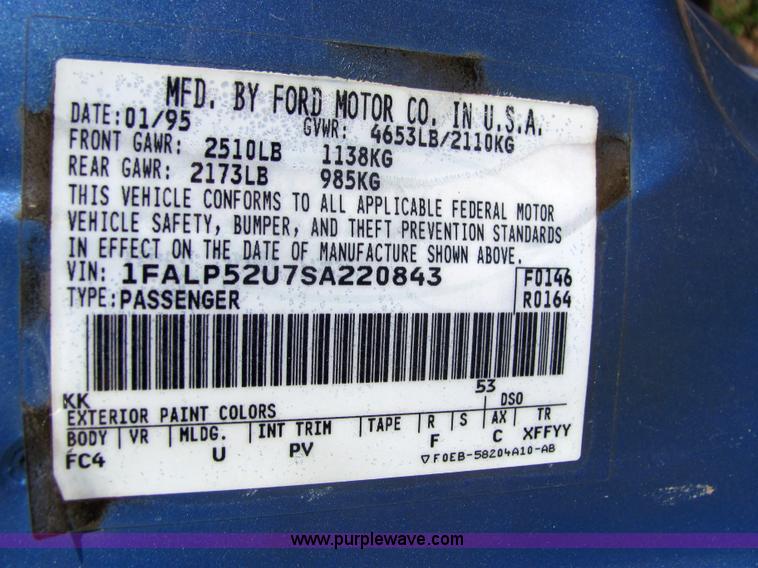 MFD. BY FORD MOTOR CO. IN U.S.A.
DATE: 01/95 GVWR: 4653LB/2110KG
FRONT GAWR: 2510LB 1138KG
REAR GAWR: 2173LB 985KG
THIS VEHICLE CONFORMS TO ALL APPLICABLE FEDERAL MOTOR
VEHICLE SAFETY, BUMPER, AND THEFT PREVENTION STANDARDS
IN EFFECT ON THE DATE OF MANUFACTURE SHOWN ABOVE.
VIN: 1FALP52U7SA220843 F0146
TYPE: PASSENGER R0164
KK 53
EXTERIOR PAINT COLORS DSO
BODY VR MLDG. INT TRIM TAPE R S AX TR
FC4 U PV F C XFFYY
▽ F0EB-58204A10-AB
www.purplewave.com